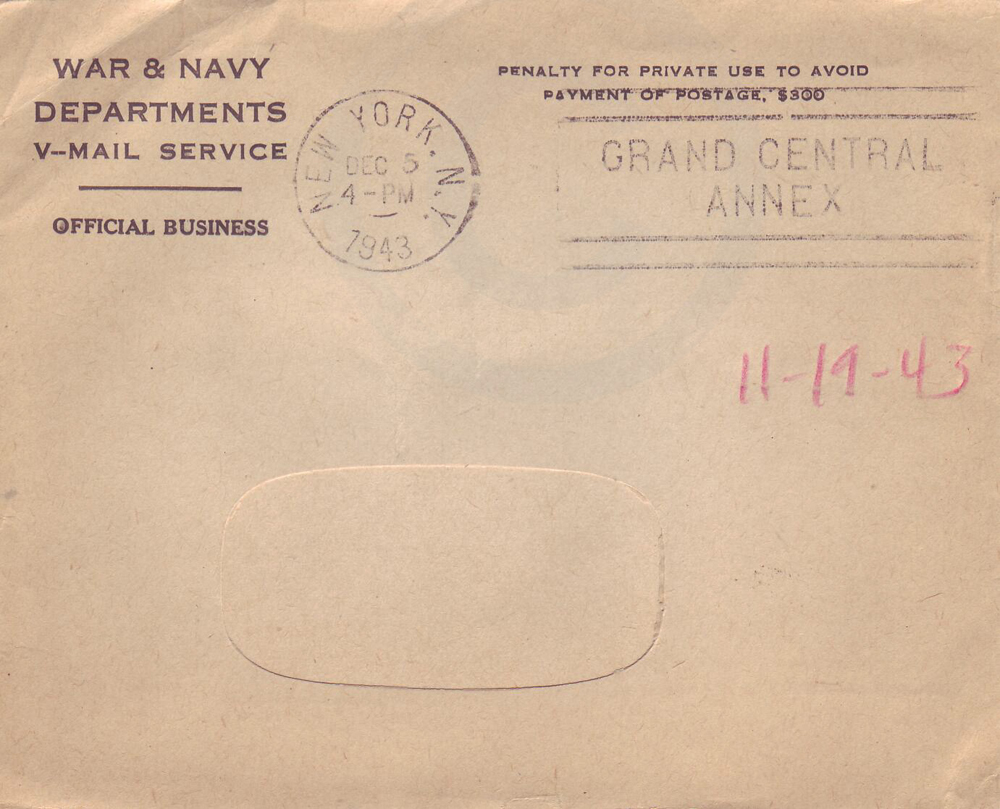 WAR & NAVY
DEPARTMENTS
V--MAIL SERVICE
OFFICIAL BUSINESS
PENALTY FOR PRIVATE USE TO AVOID
PAYMENT OF POSTAGE, $300
NEW YORK, N.Y.
DEC 5
4-PM
1943
GRAND CENTRAL
ANNEX
11-19-43